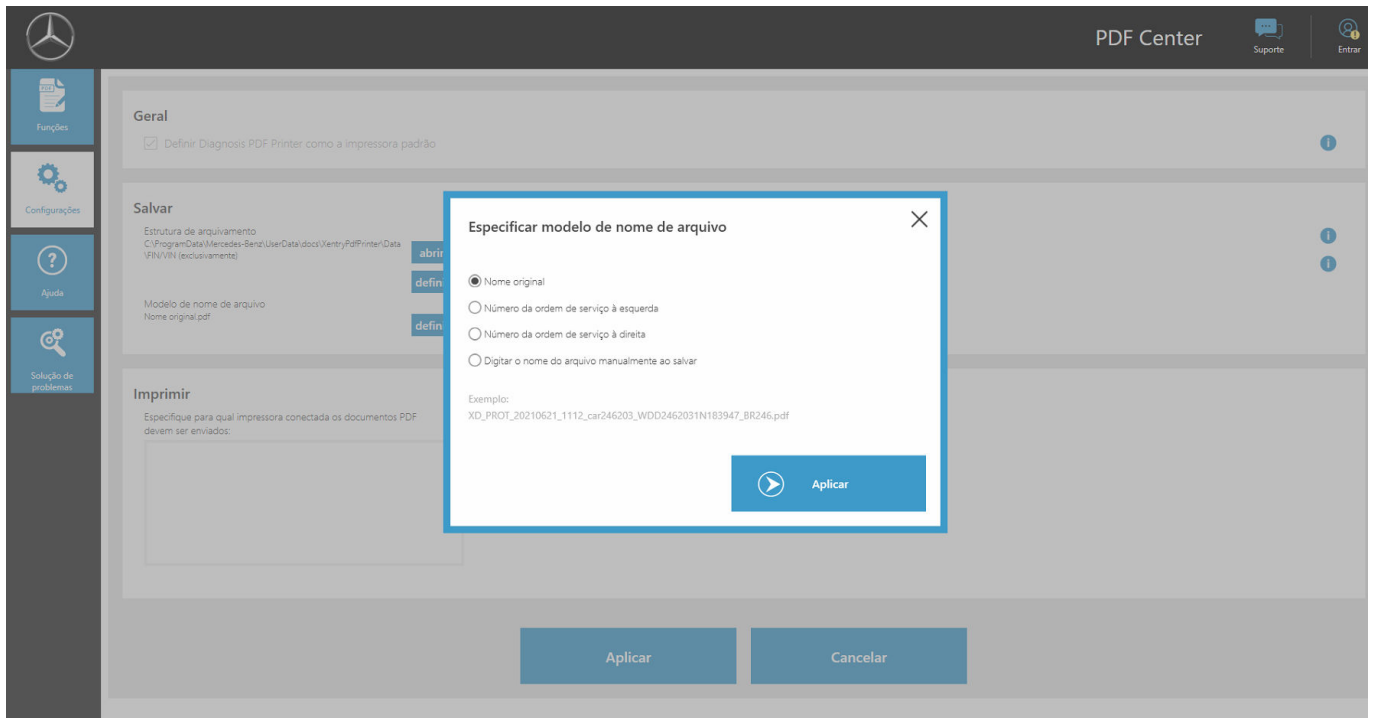 PDF Center
Suporte
Entrar
Funções
Configurações
Ajuda
Solução de
problemas
Geral
Definir Diagnosis PDF Printer como a impressora padrão
Salvar
Estrutura de arquivamento
C:\ProgramData\Mercedes-Benz\UserData\docs\XentryPdfPrinter\Data
\FIN/VIN (exclusivamente)
abrir
Modelo de nome de arquivo
Nome original.pdf
Imprimir
Especifique para qual impressora conectada os documentos PDF
devem ser enviados:
Especificar modelo de nome de arquivo
Nome original
Número da ordem de serviço à esquerda
Número da ordem de serviço à direita
Digitar o nome do arquivo manualmente ao salvar
Exemplo:
XD_PROT_20210621_1112_car246203_WDD2462031N183947_BR246.pdf
Aplicar
Aplicar
Cancelar